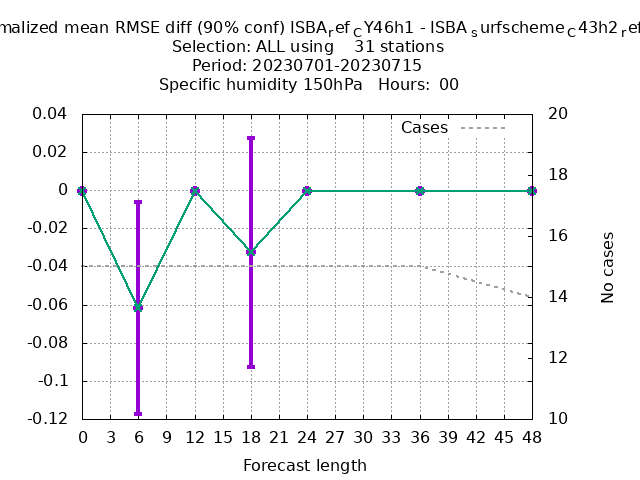 malized mean RMSE diff (90% conf) ISBArefCY46h1 - ISBAsurfschemeC43h2ref
Selection: ALL using 31 stations
Period: 20230701-20230715
Specific humidity 150hPa Hours: 00
Cases
0.04
0.02
0
-0.02
-0.04
-0.06
-0.08
-0.1
-0.12
20
18
16
14
12
10
No cases
0 3 6 9 12 15 18 21 24 27 30 33 36 39 42 45 48
Forecast length